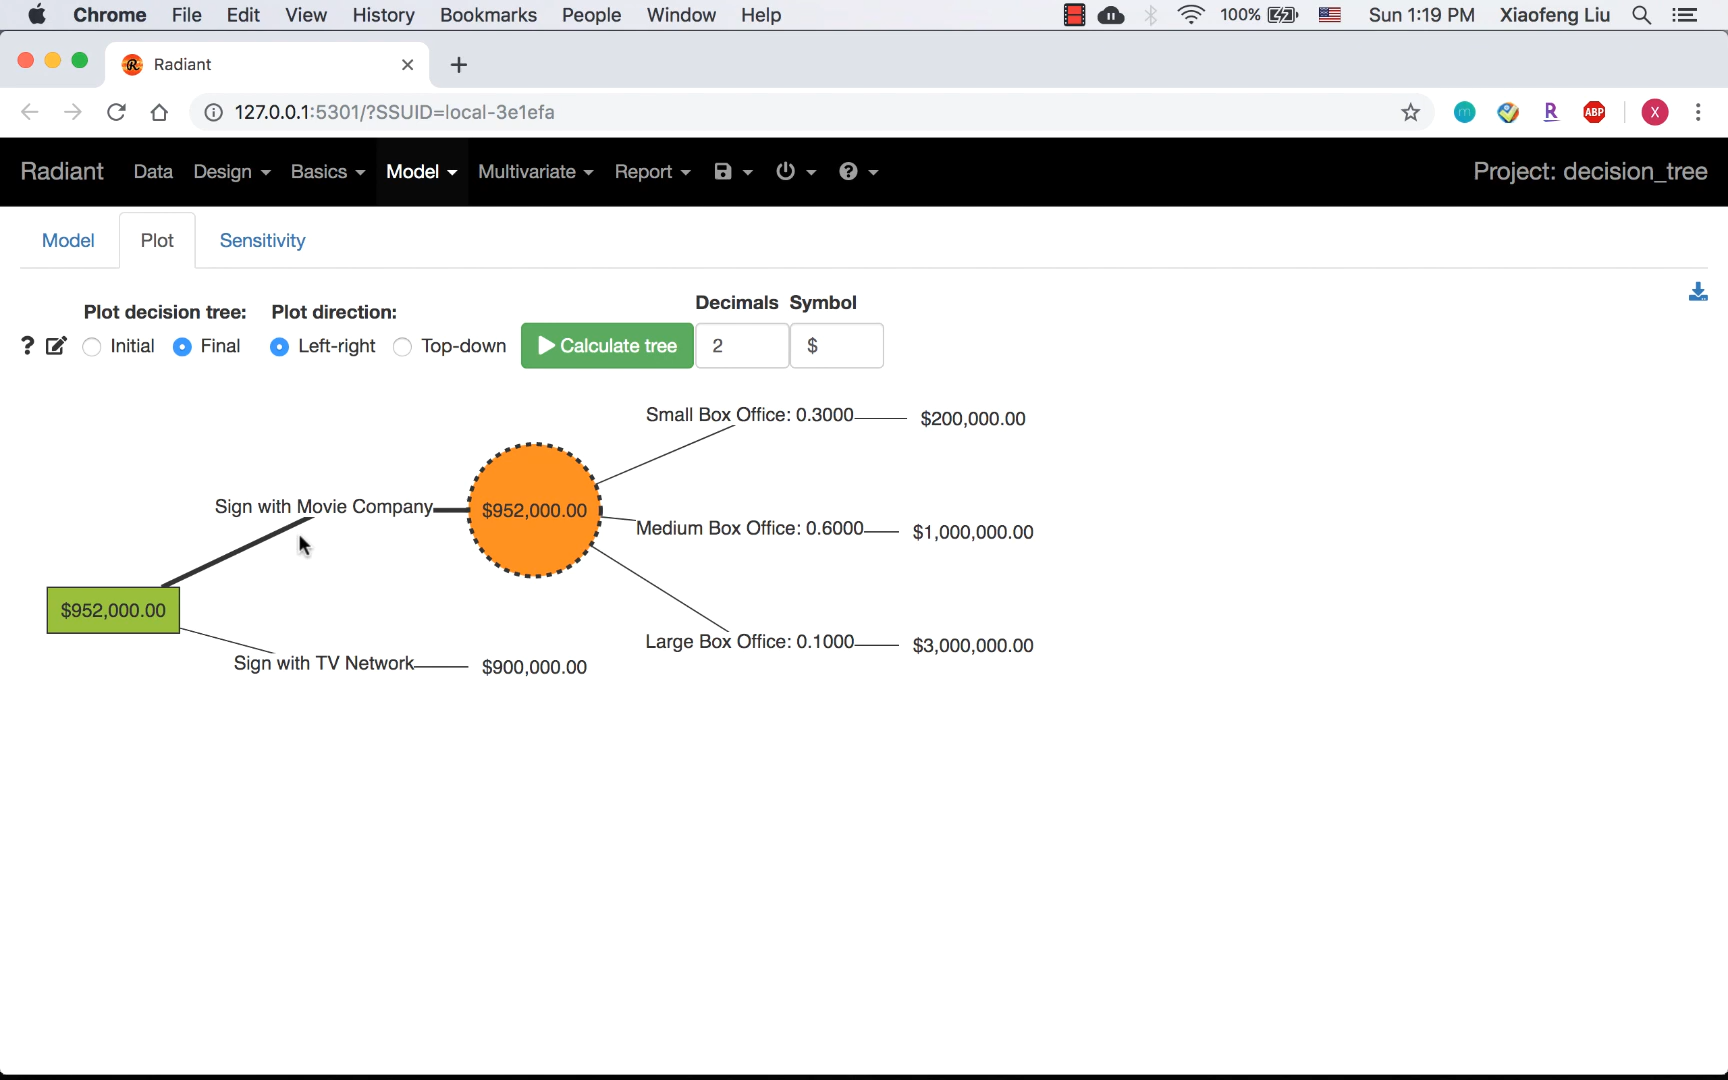 Chrome File Edit View History Bookmarks People Window Help 100% Sun 1:19 PM Xiaofeng Liu
Radiant
127.0.0.1:5301/?SSUID=local-3e1efa
m R ABP X
Radiant Data Design Basics Model Multivariate Report Project: decision_tree
Model Plot Sensitivity
Plot decision tree: Plot direction: Decimals Symbol
? Initial Final Left-right Top-down Calculate tree 2 $
Small Box Office: 0.3000 $200,000.00
Sign with Movie Company $952,000.00
Medium Box Office: 0.6000 $1,000,000.00
$952,000.00
Large Box Office: 0.1000 $3,000,000.00
Sign with TV Network $900,000.00